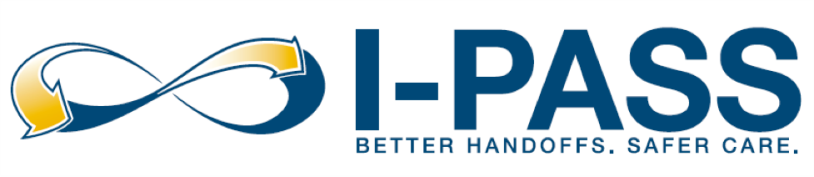 I-PASS
BETTER HANDOFFS. SAFER CARE.